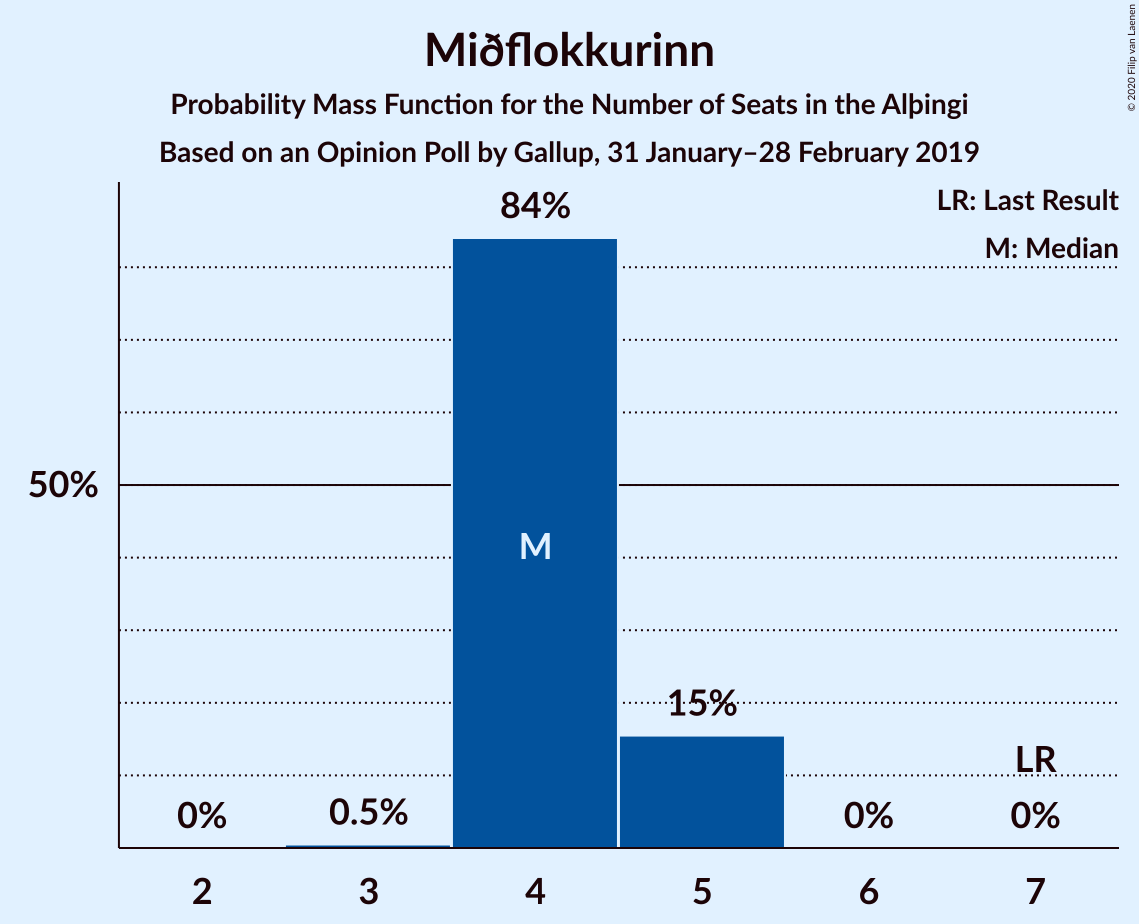 Miðflokkurinn
Probability Mass Function for the Number of Seats in the Alþingi
Based on an Opinion Poll by Gallup, 31 January–28 February 2019
© 2020 Filip van Laenen
LR: Last Result
M: Median
84%
50%
M
15%
LR
0%
0.5%
0%
0%
2
3
4
5
6
7